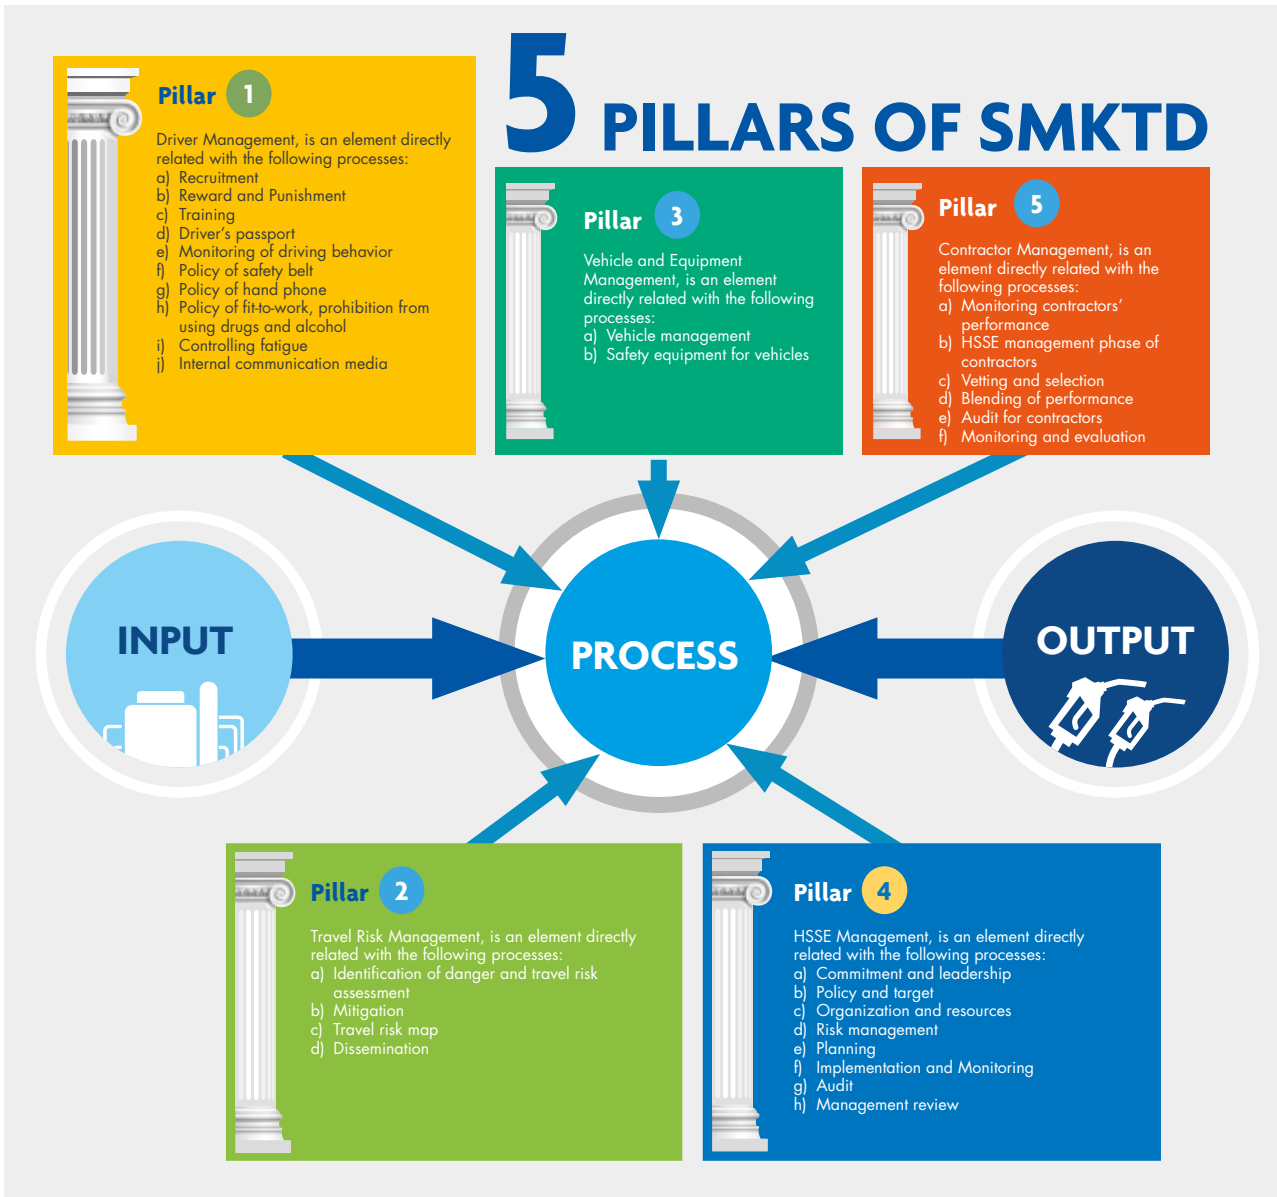 5 PILLARS OF SMKTD
Pillar 1
Driver Management, is an element directly
related with the following processes:
a) Recruitment
b) Reward and Punishment
c) Training
d) Driver's passport
e) Monitoring of driving behavior
f) Policy of safety belt
g) Policy of hand phone
h) Policy of fit-to-work, prohibition from
using drugs and alcohol
i) Controlling fatigue
j) Internal communication media
Pillar 3
Vehicle and Equipment
Management, is an element
directly related with the following
processes:
a) Vehicle management
b) Safety equipment for vehicles
Pillar 5
Contractor Management, is an
element directly related with the
following processes:
a) Monitoring contractors'
performance
b) HSSE management phase of
contractors
c) Vetting and selection
d) Blending of performance
e) Audit for contractors
f) Monitoring and evaluation
INPUT
PROCESS
OUTPUT
Pillar 2
Travel Risk Management, is an element directly
related with the following processes:
a) Identification of danger and travel risk
assessment
b) Mitigation
c) Travel risk map
d) Dissemination
Pillar 4
HSSE Management, is an element directly
related with the following processes:
a) Commitment and leadership
b) Policy and target
c) Organization and resources
d) Risk management
e) Planning
f) Implementation and Monitoring
g) Audit
h) Management review